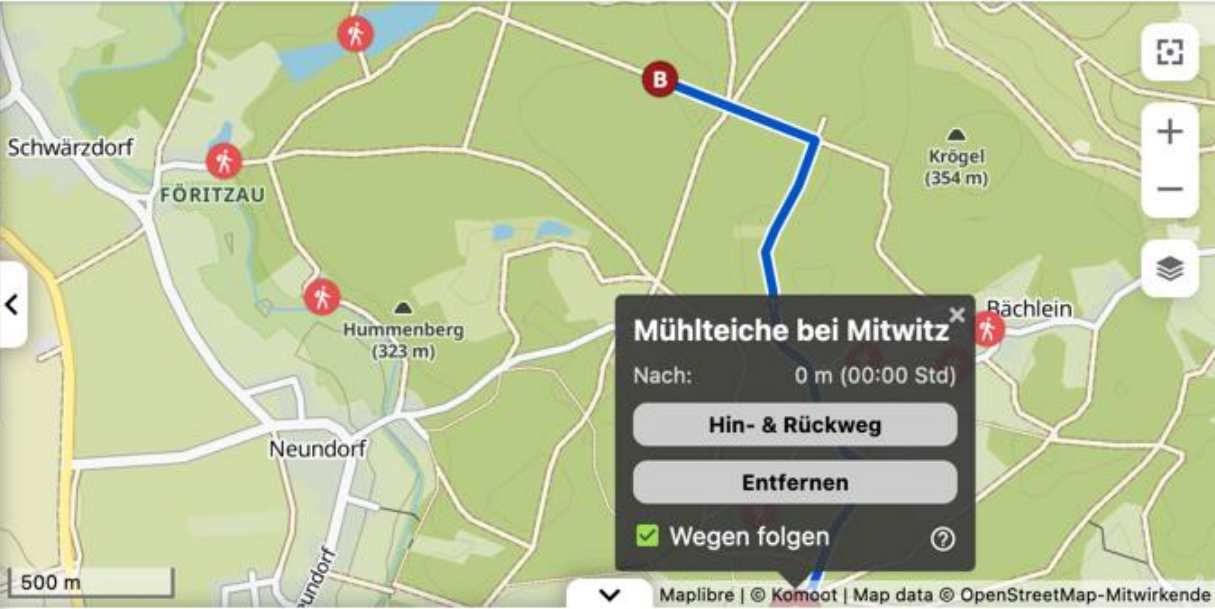 B
Schwärzdorf
Krögel
(354 m)
FÖRITZAU
Bächlein
Hummenberg
(323 m)
Mühlteiche bei Mitwitz
Nach: 0 m (00:00 Std)
Hin- & Rückweg
Neundorf
Entfernen
Wegen folgen
500 m
eundorf
Maplibre | © Komoot | Map data © OpenStreetMap-Mitwirkende